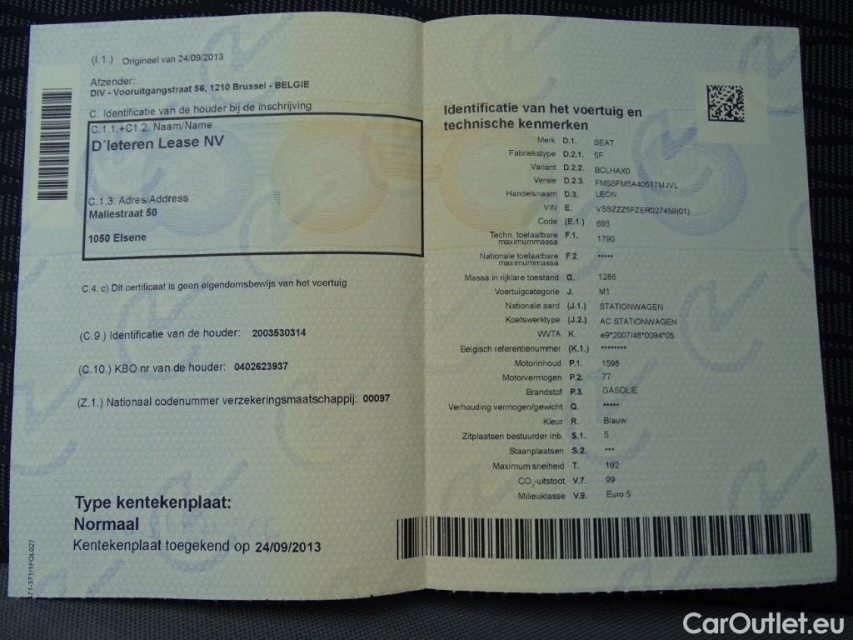 (I.1.) Origineel van 24/09/2013
Afzender:
DIV - Vooruitgangstraat 56, 1210 Brussel - BELGIE
C. Identificatie van de houder bij de inschrijving
C.1.1.+C1.2. Naam/Name
D'Ieteren Lease NV
C.1.3. Adres/Address
Maliestraat 50
1050 Elsene
C.4. c) Dit certificaat is geen eigendomsbewijs van het voertuig
(C.9.) Identificatie van de houder: 2003530314
(C.10.) KBO nr van de houder: 0402623937
(Z.1.) Nationaal codenummer verzekeringsmaatschappij: 00097
Type kentekenplaat:
Normaal
Kentekenplaat toegekend op 24/09/2013
Identificatie van het voertuig en
technische kenmerken
Merk D.1. SEAT
Fabriekstype D.2.1. 5F
Variant D.2.2. BCLHAX0
Versie D.2.3.
Handelsnaam D.3. LEON
VIN E. VSSZZZ5FZER027459(01)
Code (E.1.) 693
Techn. toelaatbare maximummassa F.1. 1790
Nationale toelaatbare maximummassa F.2. *****
Massa in rijklare toestand G. 1286
Voertuigcategorie J. M1
Nationale aard (J.1.) STATIONWAGEN
Koetswerktype (J.2.) AC STATIONWAGEN
WVTA K. e9*2007/46*0094*05
Belgisch referentienummer (K.1.) ********
Motorinhoud P.1. 1598
Motorvermogen P.2. 77
Brandstof P.3. GASOLIE
Verhouding vermogen/gewicht Q. *****
Kleur R. Blauw
Zitplaatsen bestuurder inb. S.1. 5
Staanplaatsen S.2. ***
Maximum snelheid T. 192
CO₂-uitstoot V.7. 99
Milieuklasse V.9. Euro 5
CarOutlet.eu